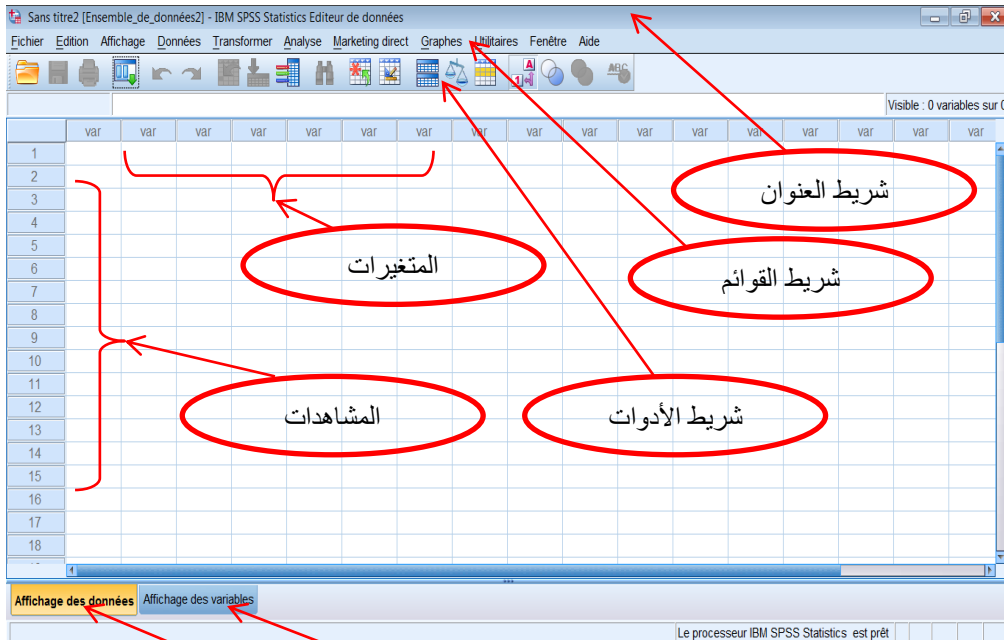 Sans titre2 [Ensemble_de_données2] - IBM SPSS Statistics Editeur de données
Fichier Edition Affichage Données Transformer Analyse Marketing direct Graphes Utilitaires Fenêtre Aide
A
1 4
ABC
Visible : 0 variables sur 0
var var var var var var var var var var var var var var var var var
1
2
3
4
5
6
7
8
9
10
11
12
13
14
15
16
17
18
شريط العنوان
المتغيرات
شريط القوائم
المشاهدات
شريط الأدوات
Affichage des données Affichage des variables
Le processeur IBM SPSS Statistics est prêt